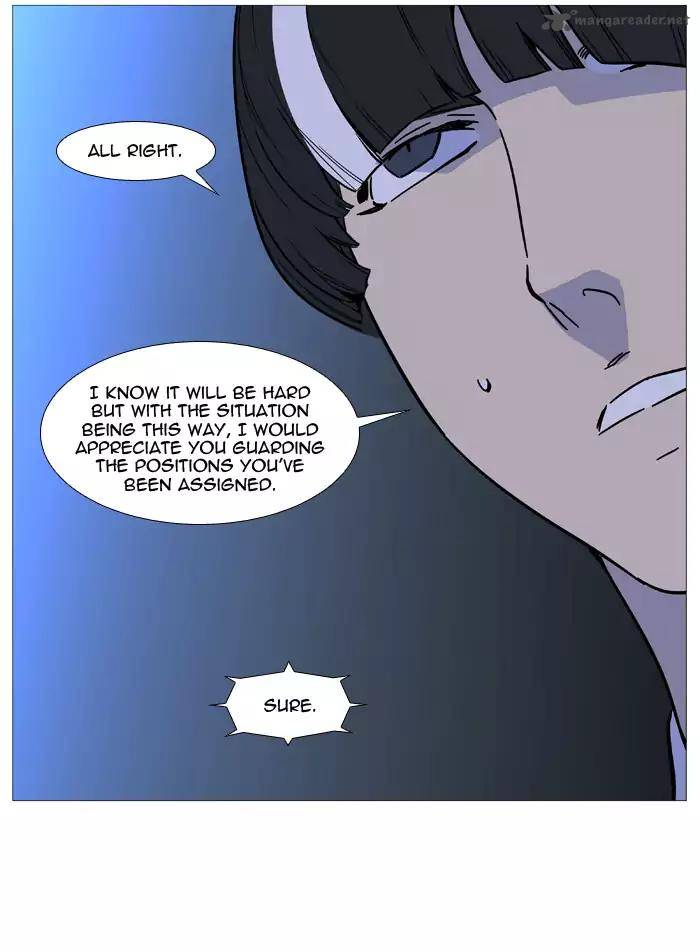 mangareader.net
ALL RIGHT.
I KNOW IT WILL BE HARD
BUT WITH THE SITUATION
BEING THIS WAY, I WOULD
APPRECIATE YOU GUARDING
THE POSITIONS YOU'VE
BEEN ASSIGNED.
SURE.